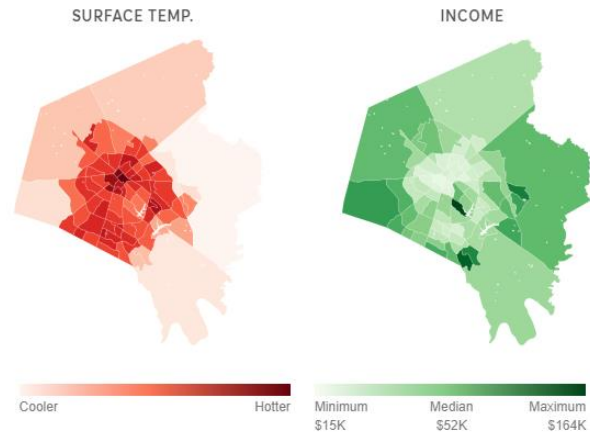 SURFACE TEMP.
INCOME
Cooler
Hotter
Minimum
Median
Maximum
$15K
$52K
$164K